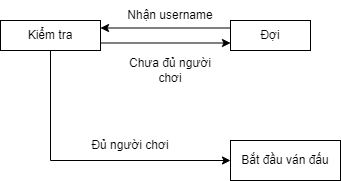 Nhận username
Kiểm tra
Đợi
Chưa đủ người
chơi
Đủ người chơi
Bắt đầu ván đấu